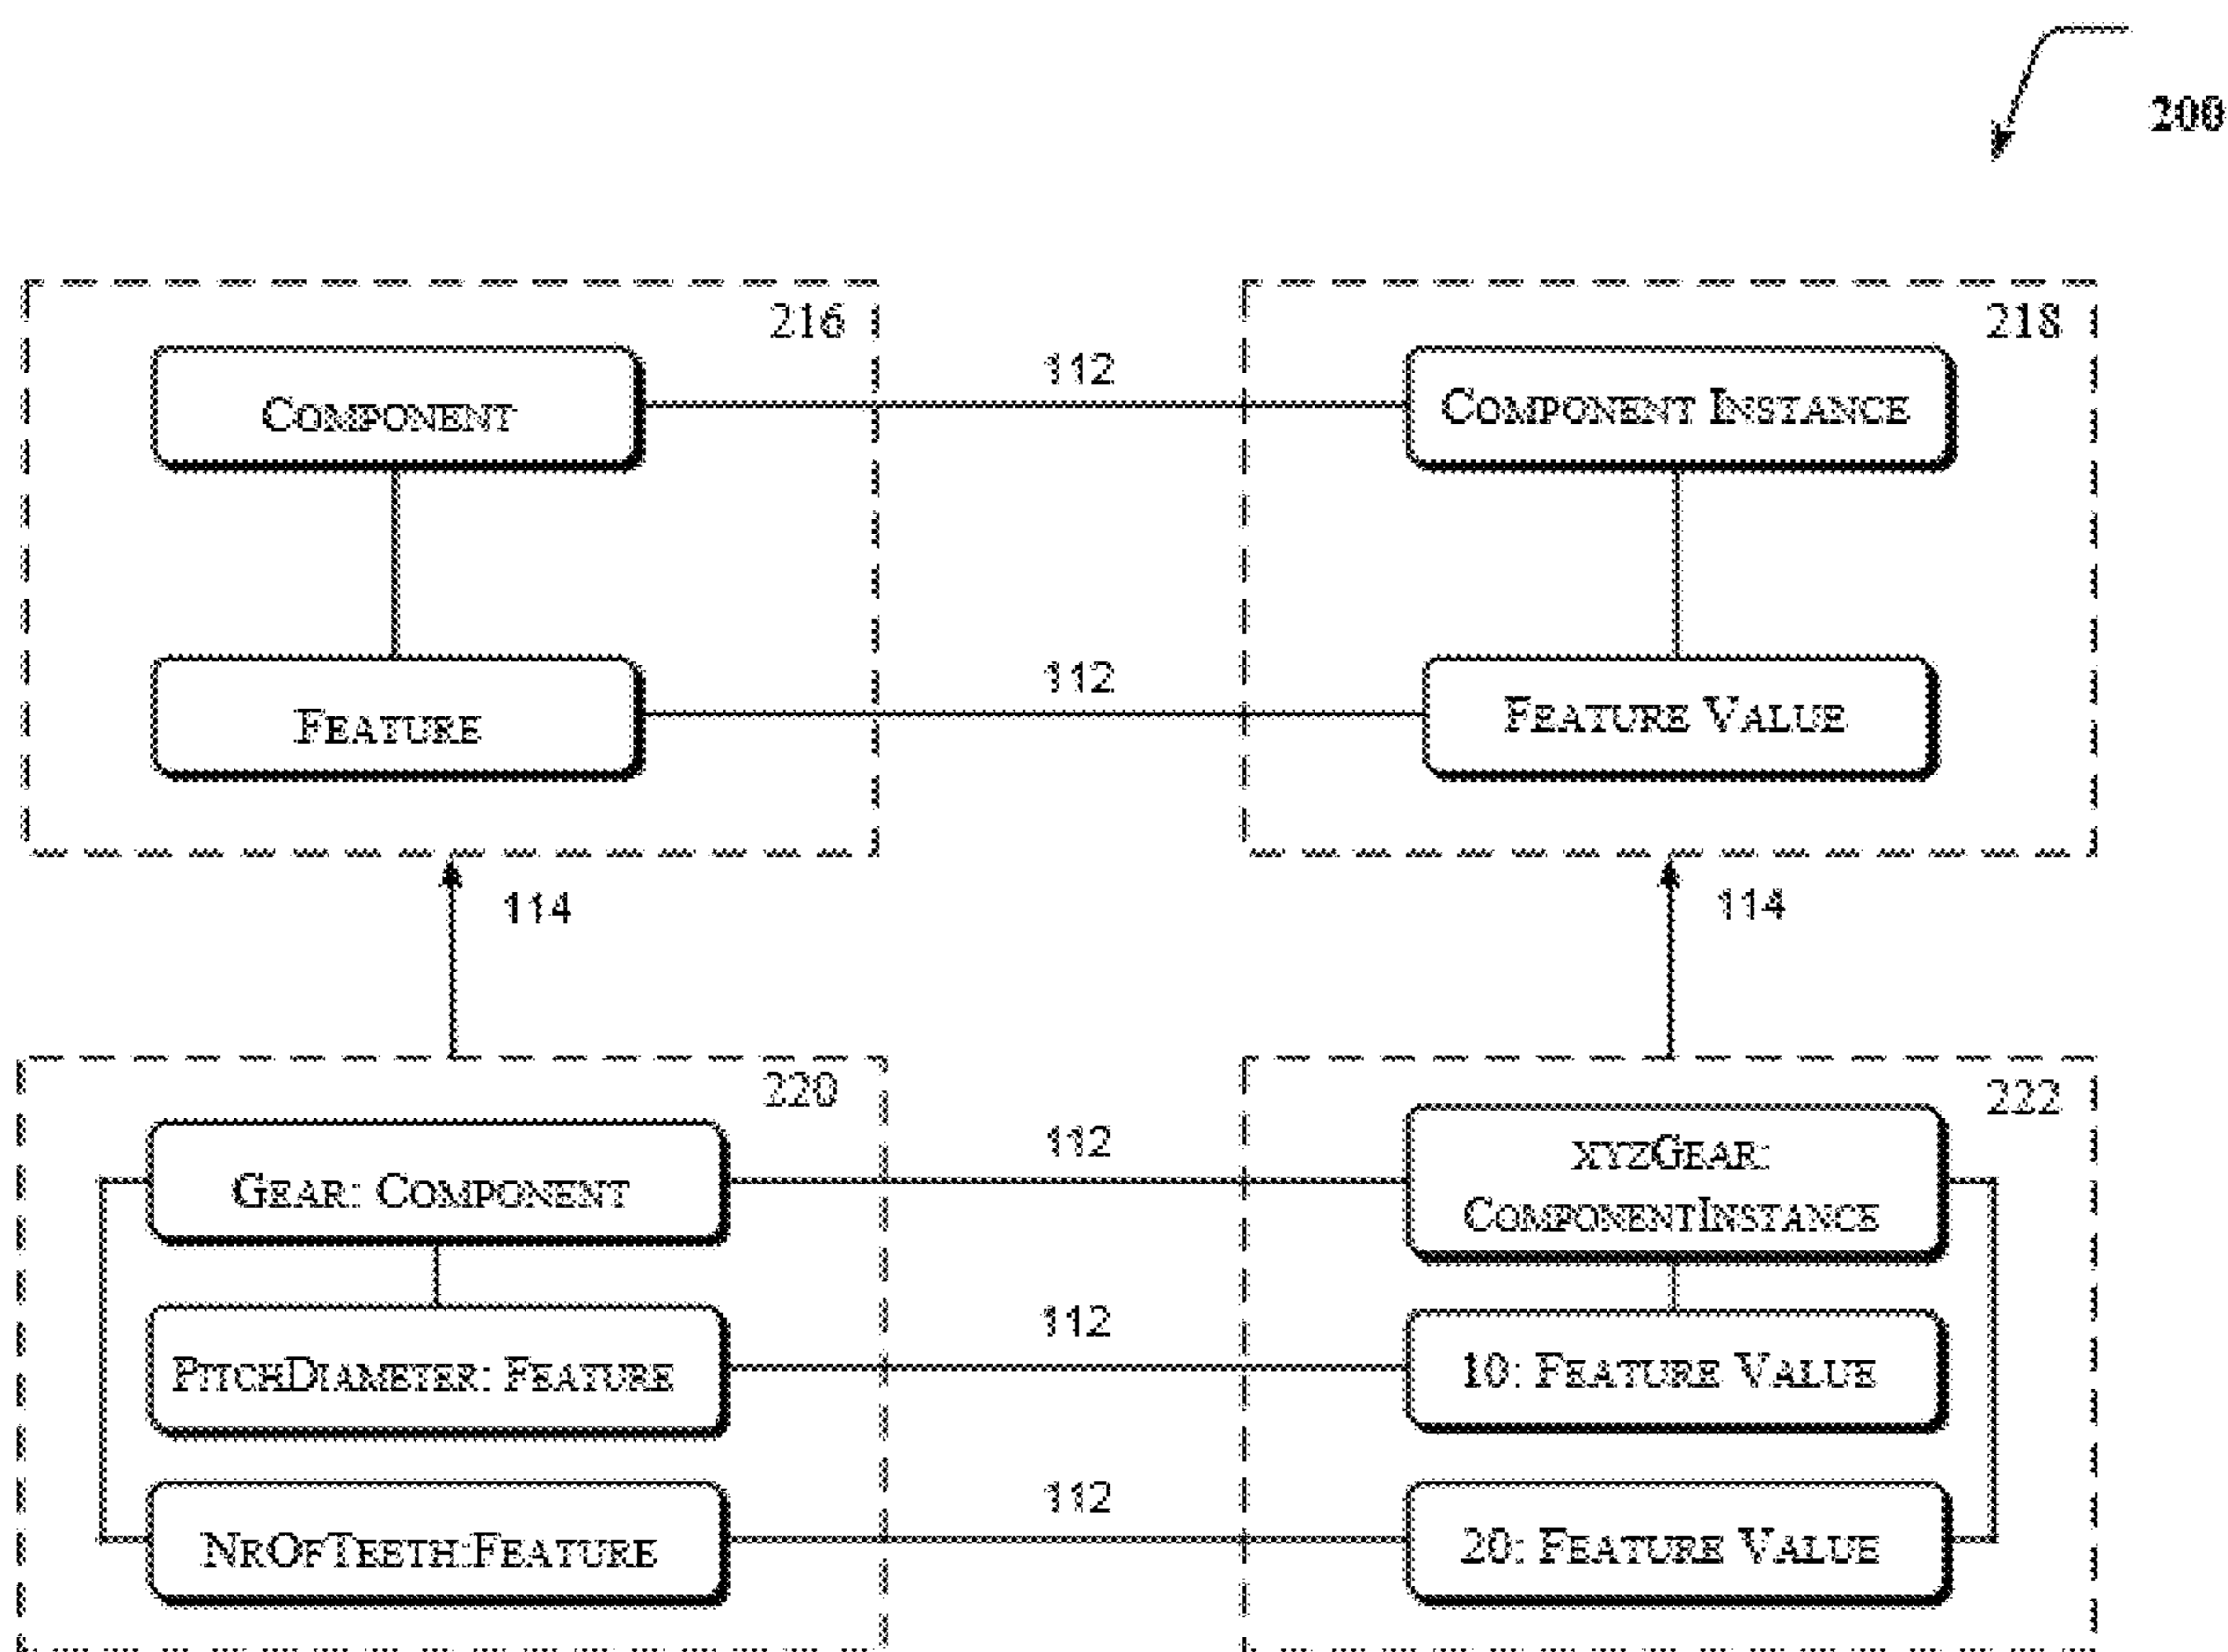 200
216
218
COMPONENT
112
COMPONENT INSTANCE
FEATURE
112
FEATURE VALUE
114
114
220
222
GEAR: COMPONENT
112
XYZGEAR:
COMPONENTINSTANCE
PITCHDIAMETER: FEATURE
112
10: FEATURE VALUE
NROFTEETH:FEATURE
112
20: FEATURE VALUE